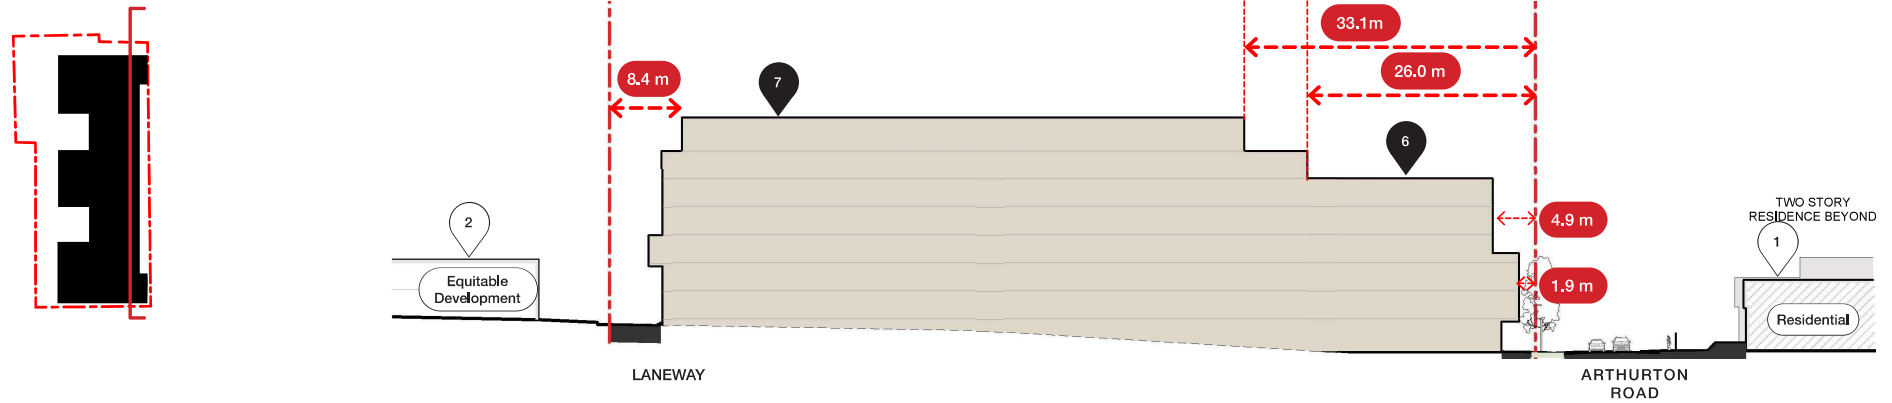 33.1m
26.0 m
8.4 m
7
6
2
4.9 m
TWO STORY
RESIDENCE BEYOND
1
Equitable
Development
1.9 m
Residential
LANEWAY
ARTHURTON
ROAD